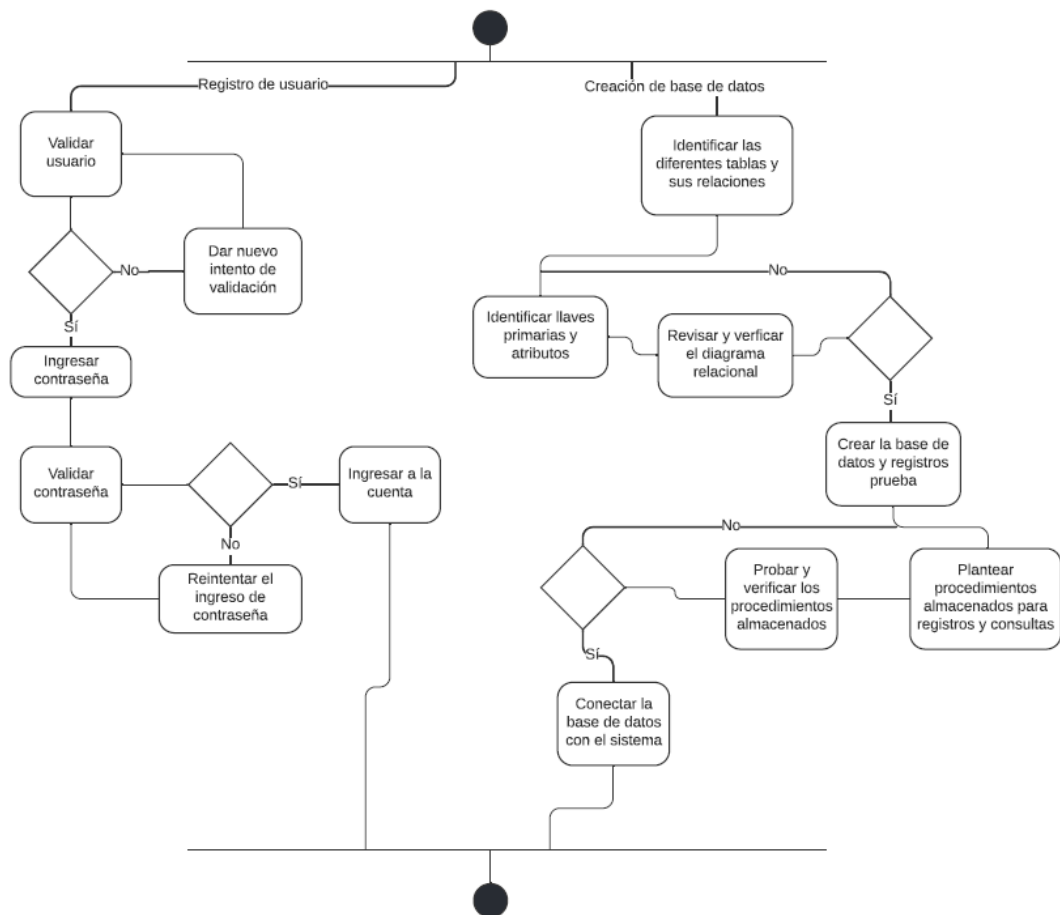 Registro de usuario
Creación de base de datos
Validar
usuario
Identificar las
diferentes tablas y
sus relaciones
Dar nuevo
intento de
validación
No
Sí
No
Identificar llaves
primarias y
atributos
Revisar y verficar
el diagrama
relacional
Ingresar
contraseña
Sí
Crear la base de
datos y registros
prueba
Validar
contraseña
Sí
Ingresar a la
cuenta
No
Reintentar el
ingreso de
contraseña
No
Probar y
verificar los
procedimientos
almacenados
Plantear
procedimientos
almacenados para
registros y consultas
Sí
Conectar la
base de datos
con el sistema